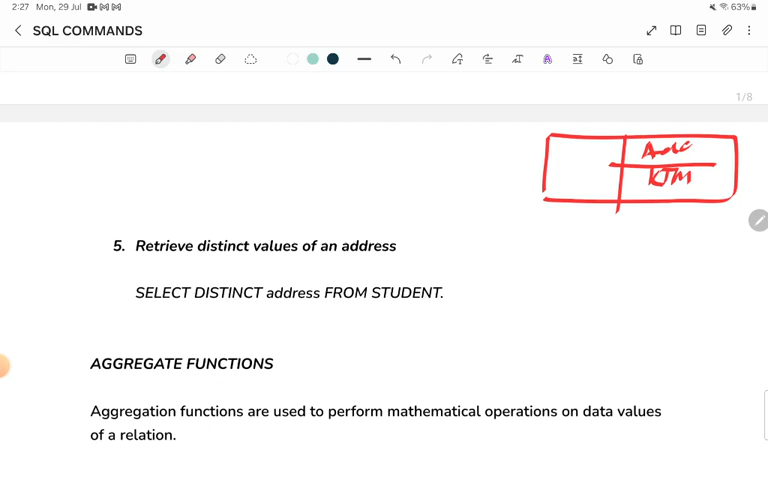 2:27 Mon, 29 Jul
63%
SQL COMMANDS
1/8
KTM
5. Retrieve distinct values of an address
SELECT DISTINCT address FROM STUDENT.
AGGREGATE FUNCTIONS
Aggregation functions are used to perform mathematical operations on data values
of a relation.